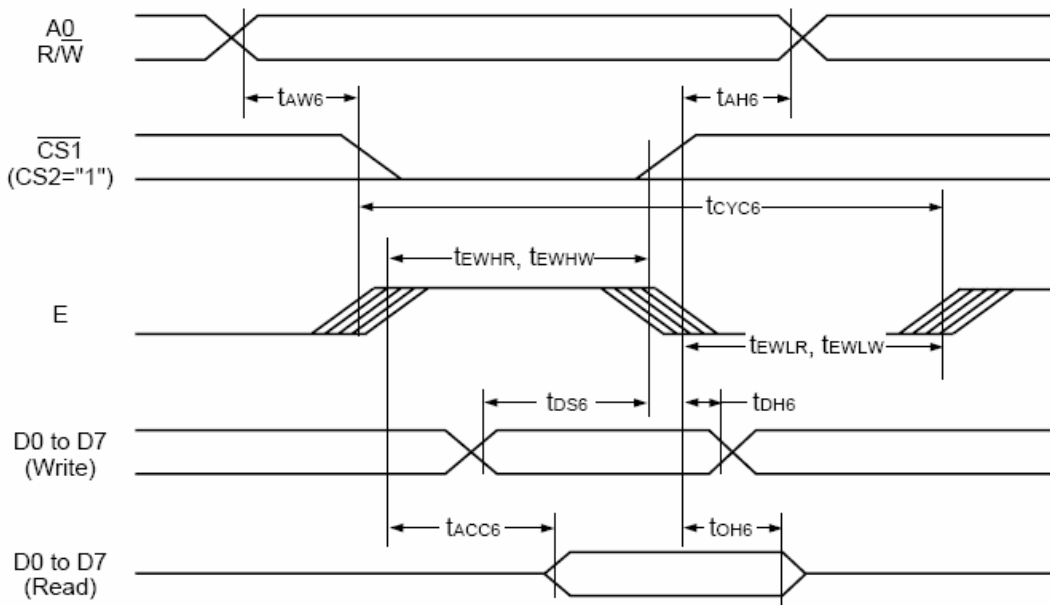 A0
R/W̅
tAW6
tAH6
C̅S̅1̅
(CS2="1")
tCYC6
tEWHR, tEWHW
E
tEWLR, tEWLW
tDS6
tDH6
D0 to D7
(Write)
tACC6
tOH6
D0 to D7
(Read)